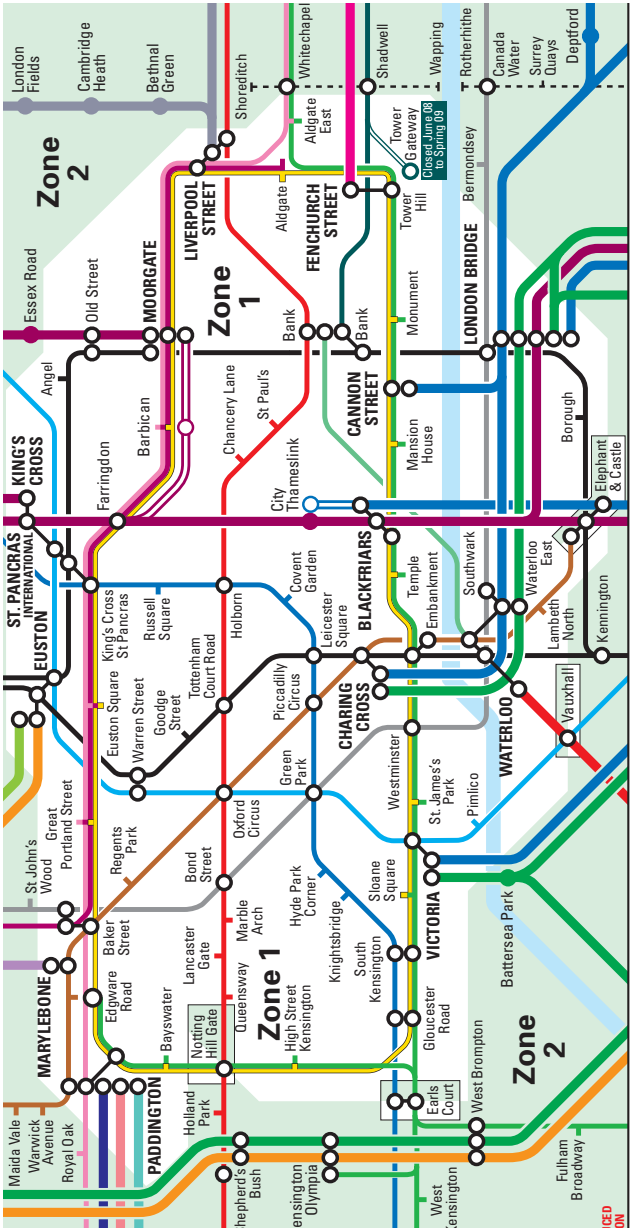 Maida Vale
Warwick
Avenue
Royal Oak
PADDINGTON
MARYLEBONE
Edgware
Road
Baker
Street
St John's
Wood
Great
Portland Street
Regents
Park
Euston Square
Warren Street
Goodge
Street
EUSTON
ST. PANCRAS
INTERNATIONAL
KING'S
CROSS
King's Cross
St Pancras
Russell
Square
Farringdon
Barbican
Angel
Essex Road
Old Street
MOORGATE
LIVERPOOL
STREET
Zone
2
London
Fields
Cambridge
Heath
Bethnal
Green
Shoreditch
Zone
1
Whitechapel
Aldgate
East
Aldgate
Shadwell
Tower
Gateway
Closed June 08
to Spring 09
FENCHURCH
STREET
Tower
Hill
Wapping
Rotherhithe
Canada
Water
Surrey
Quays
Deptford
Bermondsey
Bayswater
Notting
Hill Gate
Holland
Park
Queensway
Lancaster
Gate
Marble
Arch
Bond
Street
Oxford
Circus
Tottenham
Court Road
Holborn
Chancery Lane
St Paul's
Bank
Bank
City
Thameslink
Covent
Garden
Leicester
Square
Piccadilly
Circus
Green
Park
Hyde Park
Corner
Knightsbridge
Zone 1
High Street
Kensington
hepherd's
Bush
ensington
Olympia
South
Kensington
Gloucester
Road
Earls
Court
West
ensington
Sloane
Square
VICTORIA
St. James's
Park
Westminster
CHARING
CROSS
Embankment
Temple
BLACKFRIARS
Mansion
House
CANNON
STREET
Monument
LONDON BRIDGE
Pimlico
WATERLOO
Southwark
Waterloo
East
Lambeth
North
Borough
Elephant
& Castle
Kennington
Vauxhall
Battersea Park
West Brompton
Zone
2
Fulham
Broadway
CED
ON